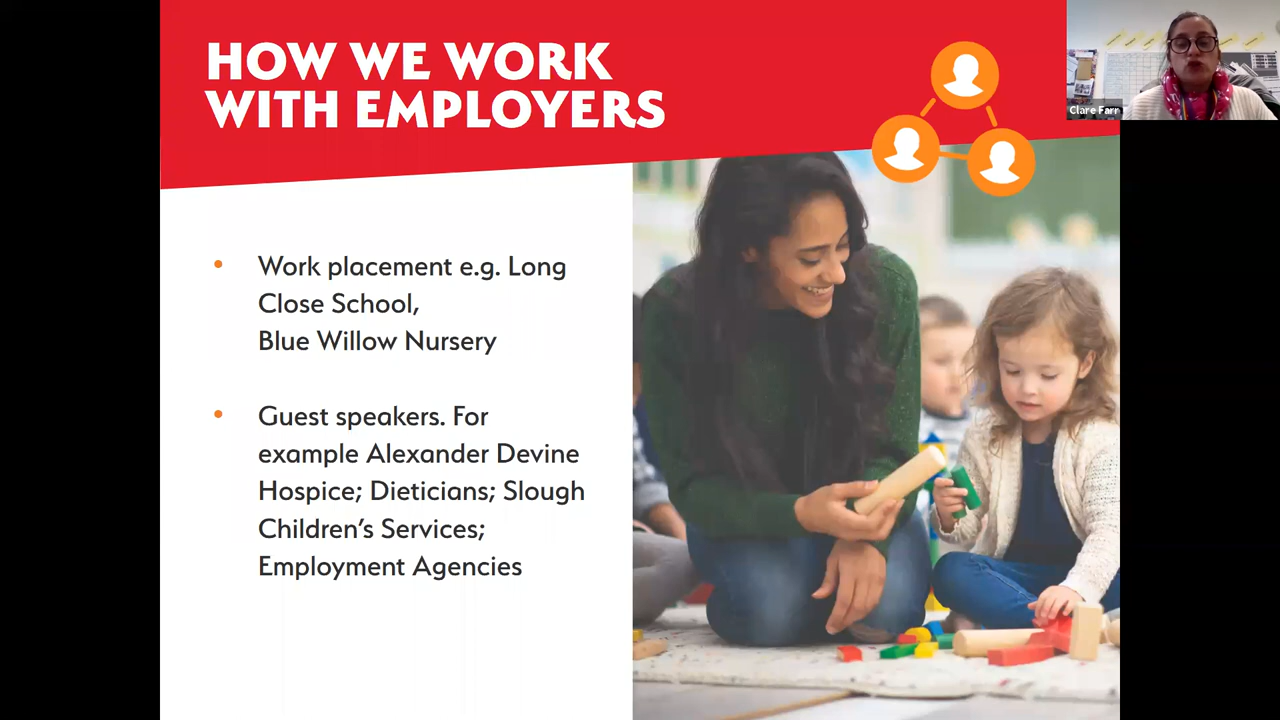 HOW WE WORK
WITH EMPLOYERS
Clare Farr
Work placement e.g. Long
Close School,
Blue Willow Nursery
Guest speakers. For
example Alexander Devine
Hospice; Dieticians; Slough
Children’s Services;
Employment Agencies